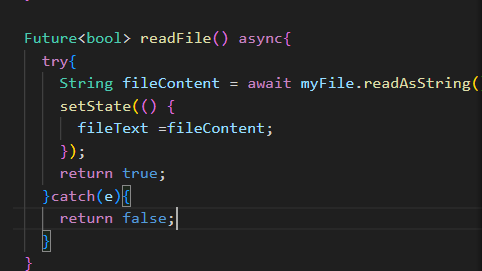 Future<bool> readFile() async{
try{
String fileContent = await myFile.readAsString(
setState(() {
fileText =fileContent;
});
return true;
}catch(e){
return false;
}
}